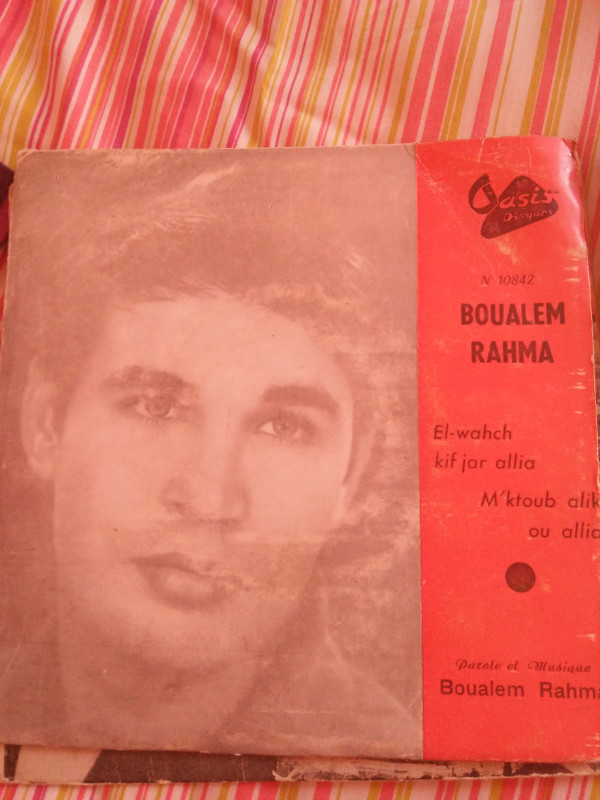 Oasis
Disques
N 10842
BOUALEM
RAHMA
El-wahch
kif jar allia
M'ktoub alik
ou allia
Parole et Musique
Boualem Rahma